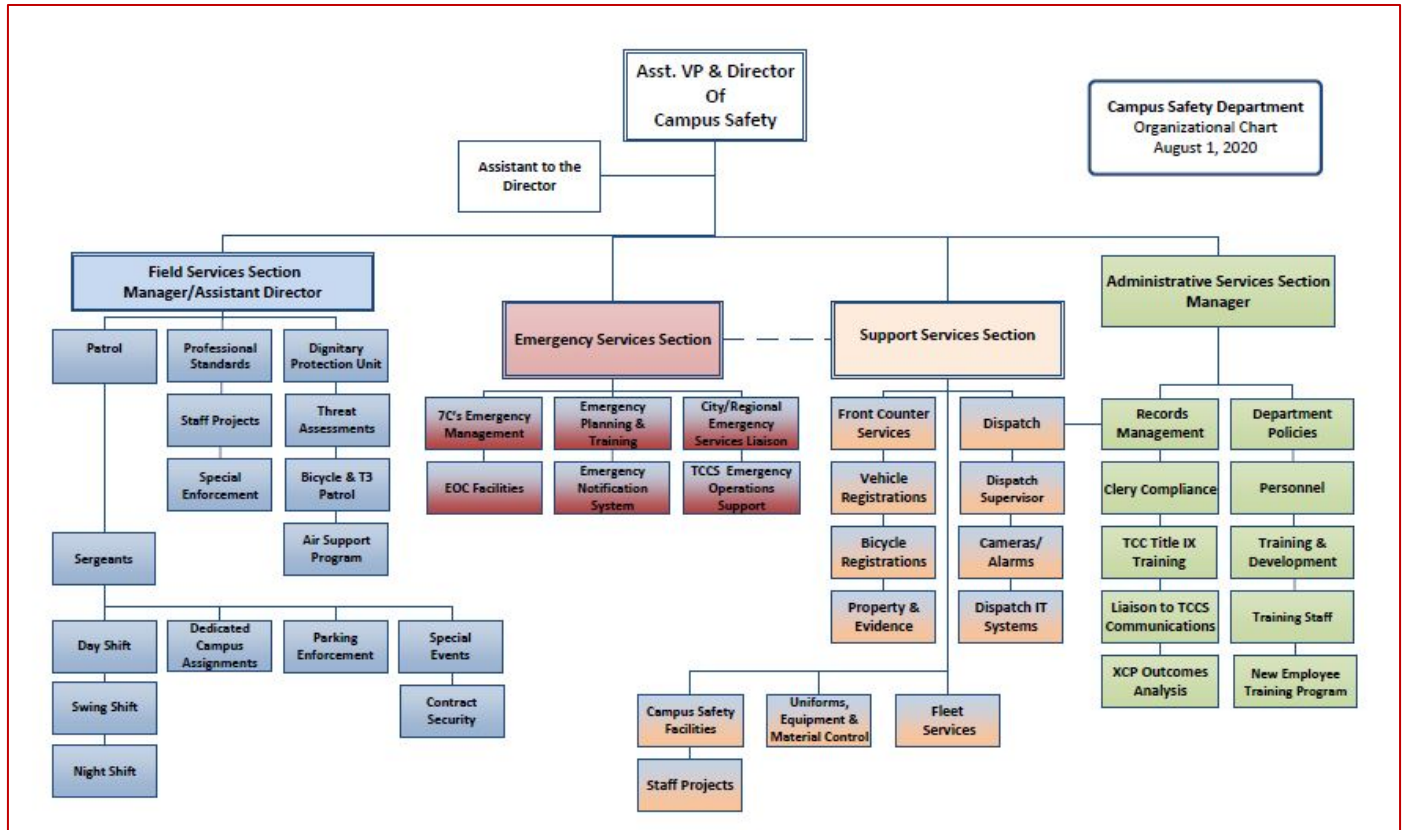 Asst. VP & Director
Of
Campus Safety
Campus Safety Department
Organizational Chart
August 1, 2020
Assistant to the
Director
Field Services Section
Manager/Assistant Director
Emergency Services Section
Support Services Section
Administrative Services Section
Manager
Patrol
Professional
Standards
Dignitary
Protection Unit
Staff Projects
Threat
Assessments
Special
Enforcement
Bicycle & T3
Patrol
Air Support
Program
Sergeants
Day Shift
Dedicated
Campus
Assignments
Parking
Enforcement
Special
Events
Swing Shift
Contract
Security
Night Shift
7C's Emergency
Management
Emergency
Planning &
Training
City/Regional
Emergency
Services Liaison
EOC Facilities
Emergency
Notification
System
TCCS Emergency
Operations
Support
Front Counter
Services
Dispatch
Vehicle
Registrations
Dispatch
Supervisor
Bicycle
Registrations
Cameras/
Alarms
Property &
Evidence
Dispatch IT
Systems
Campus Safety
Facilities
Uniforms,
Equipment &
Material Control
Fleet
Services
Staff Projects
Records
Management
Department
Policies
Clery Compliance
Personnel
TCC Title IX
Training
Training &
Development
Liaison to TCCS
Communications
Training Staff
XCP Outcomes
Analysis
New Employee
Training Program